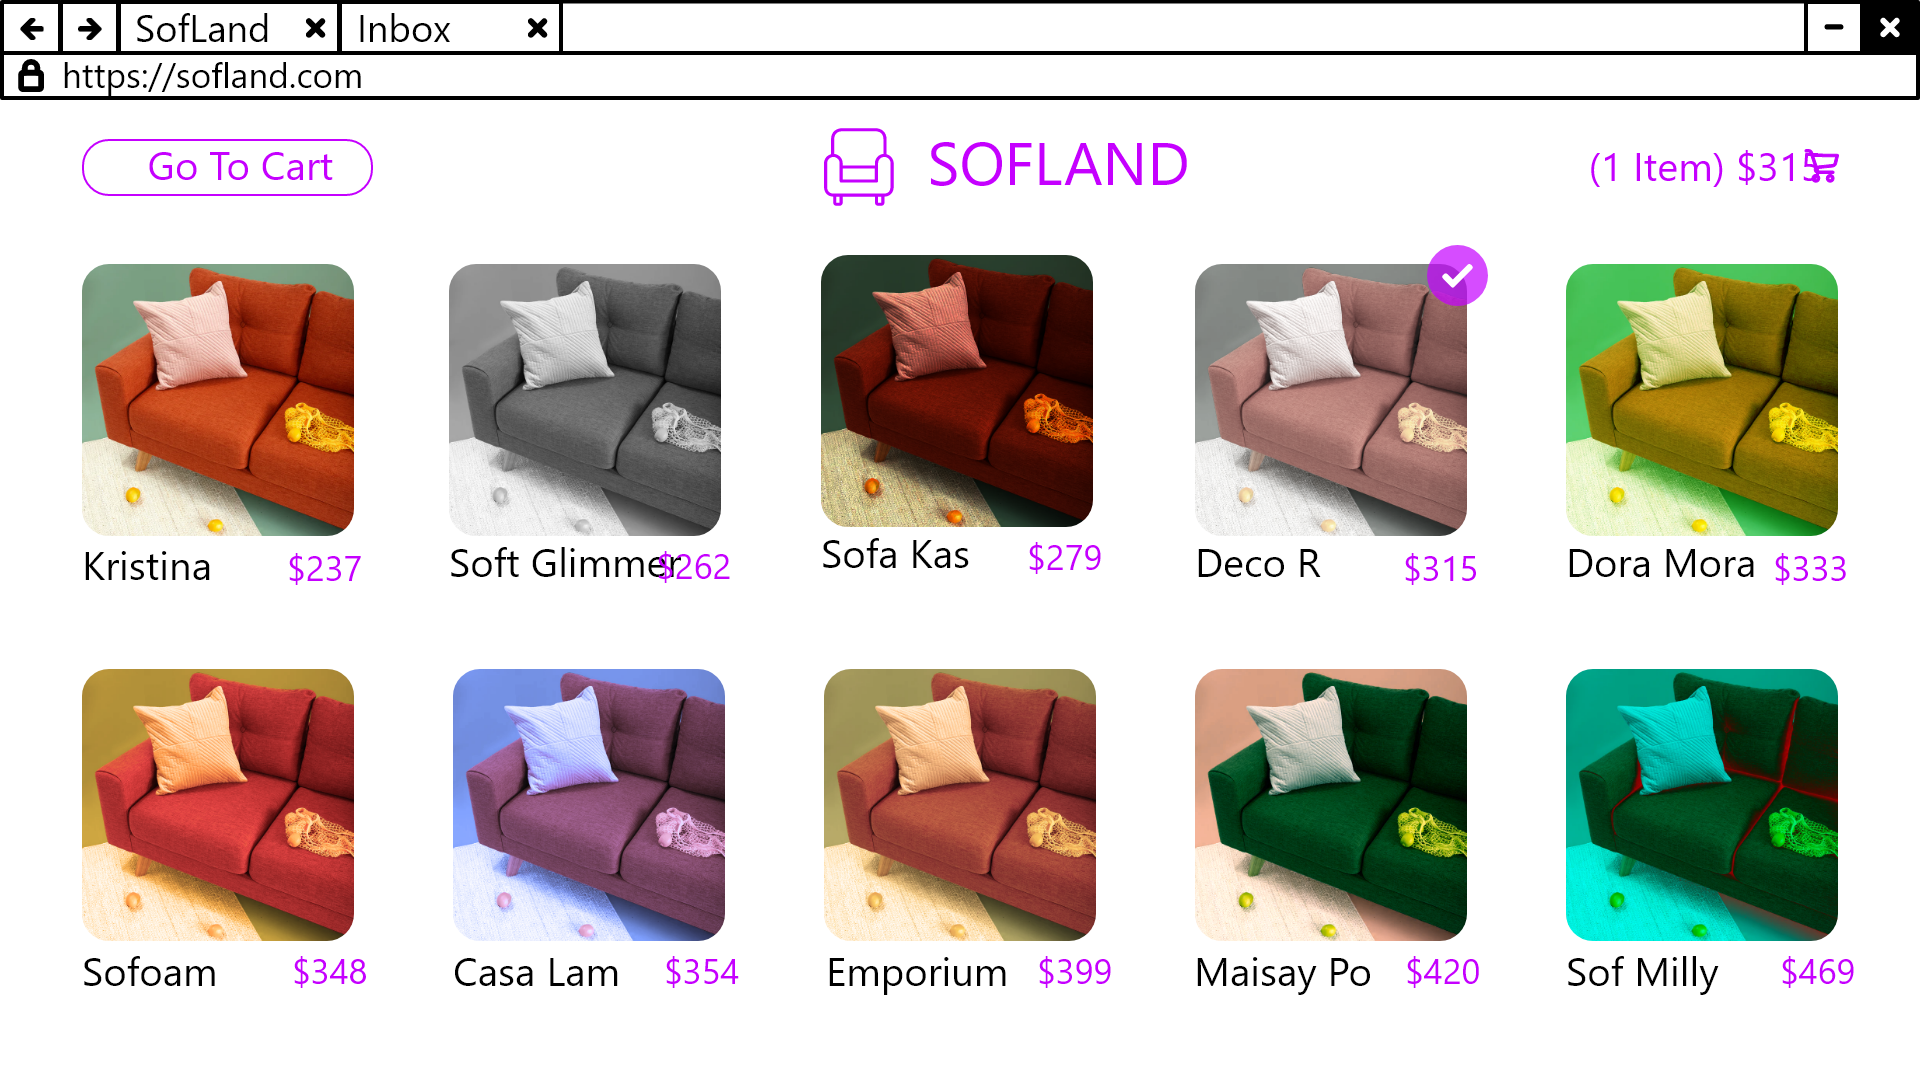 SofLand
Inbox
https://sofland.com
Go To Cart
SOFLAND
(1 Item) $315
Kristina $237
Soft Glimmer $262
Sofa Kas $279
Deco R $315
Dora Mora $333
Sofoam $348
Casa Lam $354
Emporium $399
Maisay Po $420
Sof Milly $469